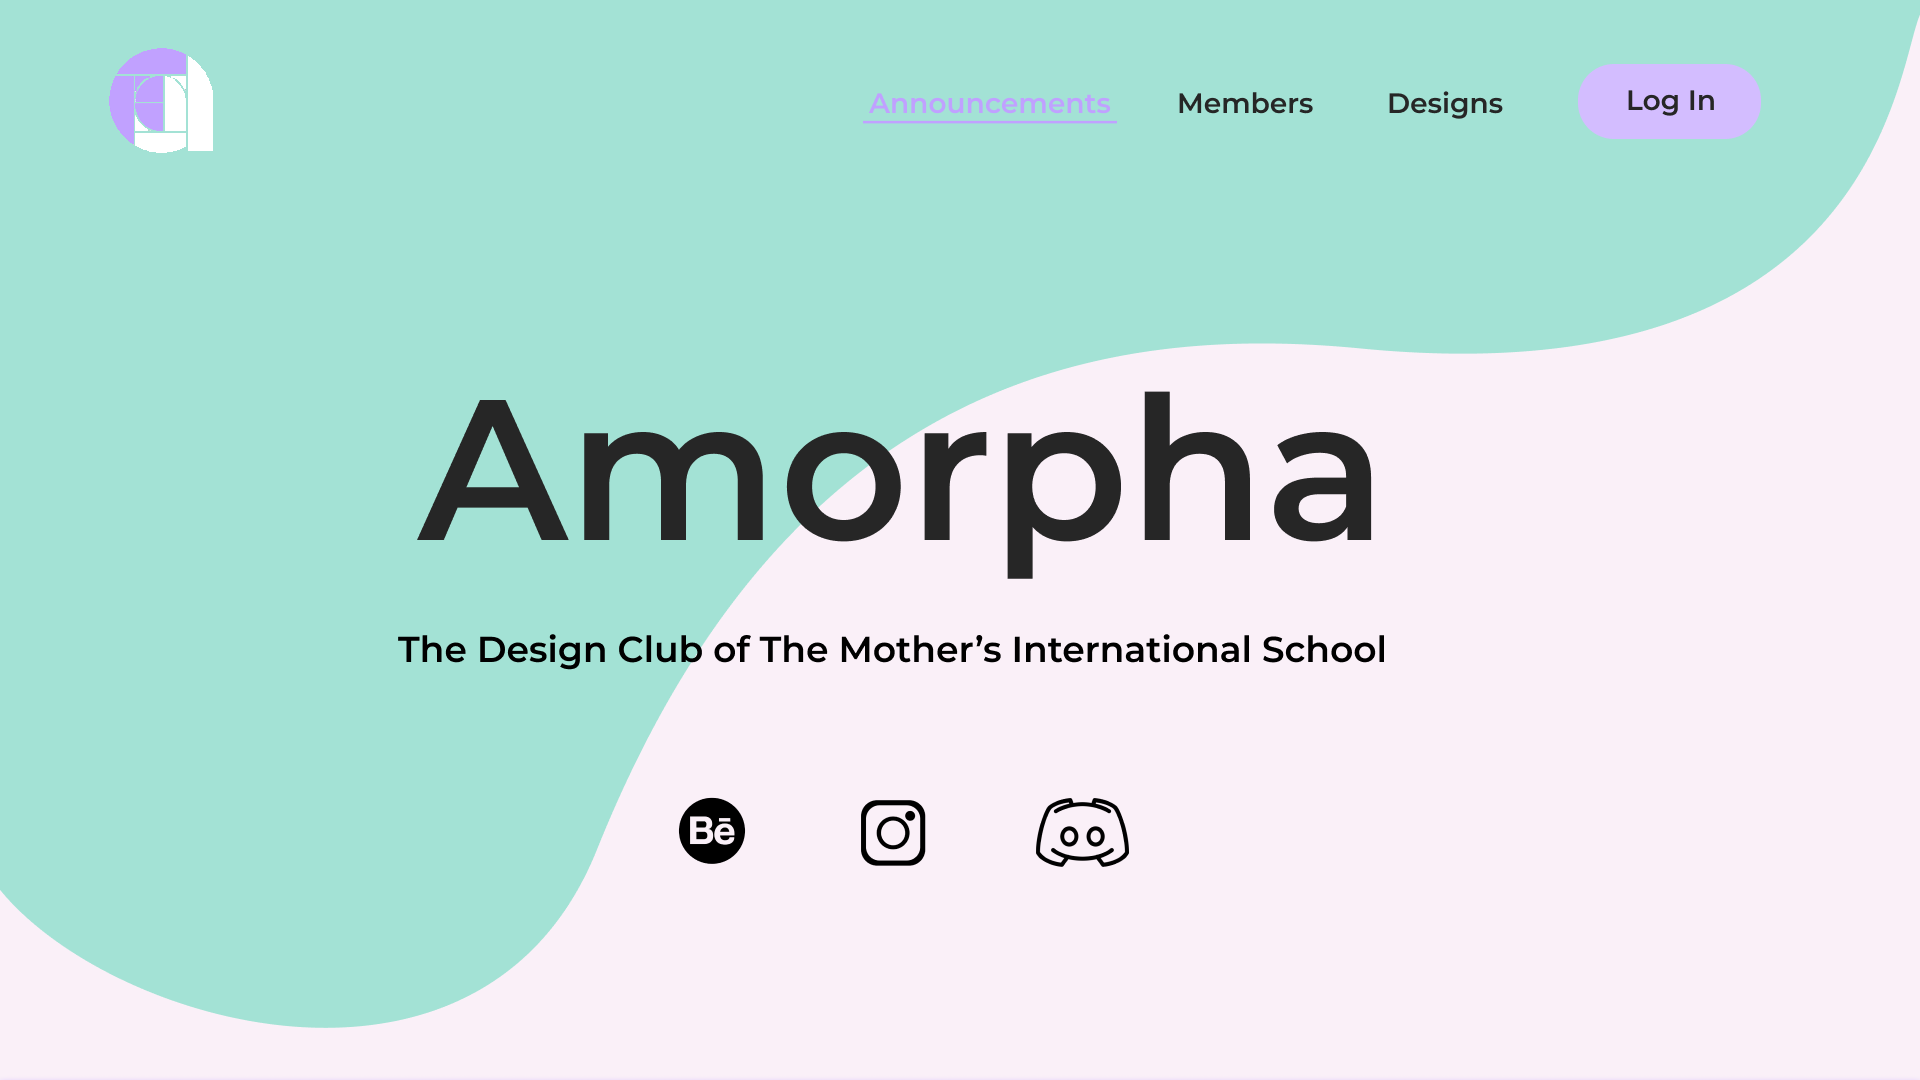 Announcements Members Designs Log In
Amorpha
The Design Club of The Mother’s International School
Bē